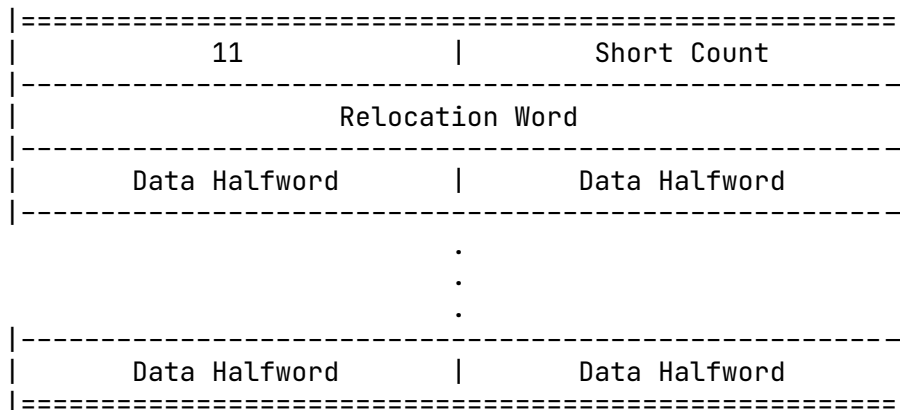 11 | Short Count
Relocation Word
Data Halfword | Data Halfword
.
.
.
Data Halfword | Data Halfword